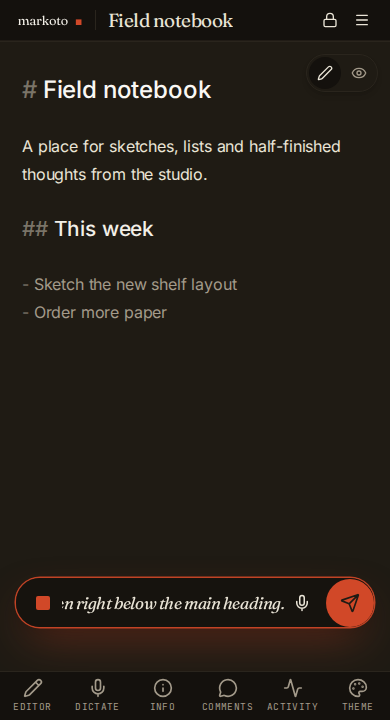 markoto
Field notebook
# Field notebook
A place for sketches, lists and half-finished
thoughts from the studio.
## This week
- Sketch the new shelf layout
- Order more paper
right below the main heading.
EDITOR
DICTATE
INFO
COMMENTS
ACTIVITY
THEME